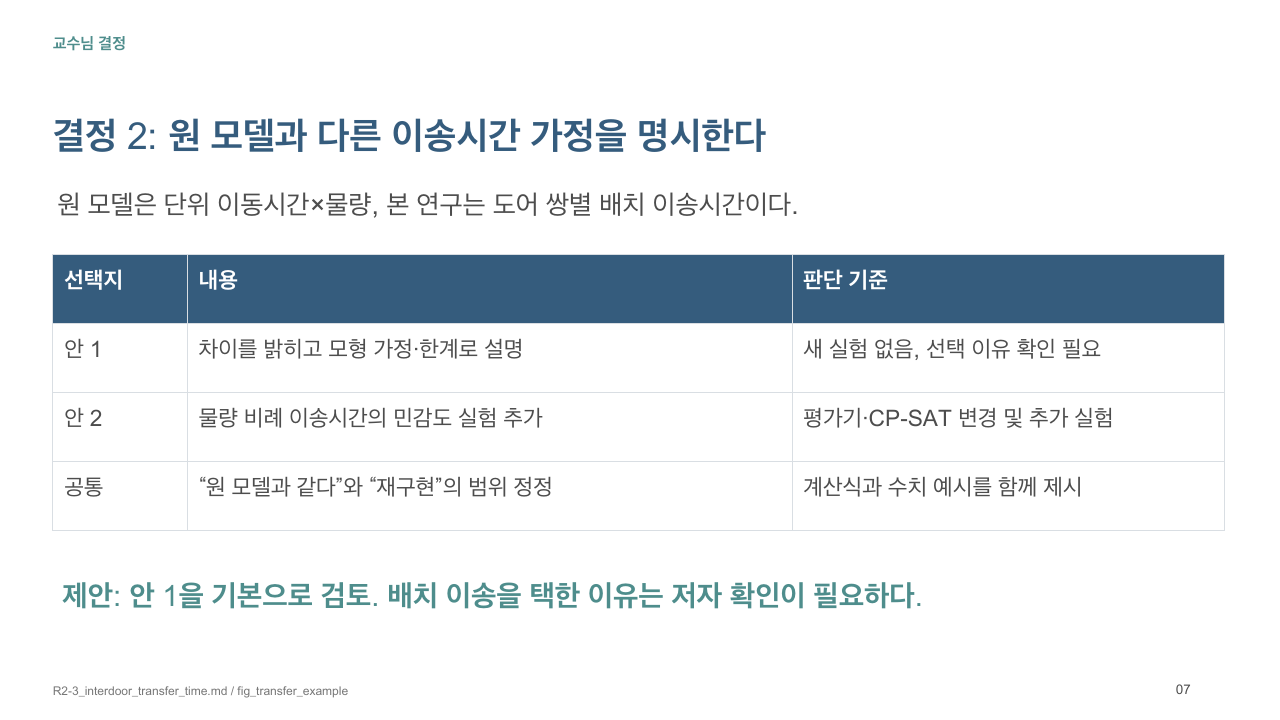 교수님 결정
결정 2: 원 모델과 다른 이송시간 가정을 명시한다
원 모델은 단위 이동시간×물량, 본 연구는 도어 쌍별 배치 이송시간이다.
선택지 내용 판단 기준
안 1 차이를 밝히고 모형 가정·한계로 설명 새 실험 없음, 선택 이유 확인 필요
안 2 물량 비례 이송시간의 민감도 실험 추가 평가기·CP-SAT 변경 및 추가 실험
공통 “원 모델과 같다”와 “재구현”의 범위 정정 계산식과 수치 예시를 함께 제시
제안: 안 1을 기본으로 검토. 배치 이송을 택한 이유는 저자 확인이 필요하다.
R2-3_interdoor_transfer_time.md / fig_transfer_example 07